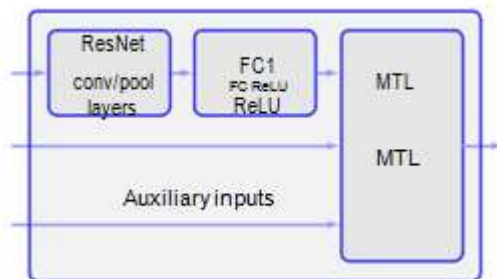 ResNet
conv/pool
layers
FC1
FC ReLU
ReLU
MTL
MTL
Auxiliary inputs